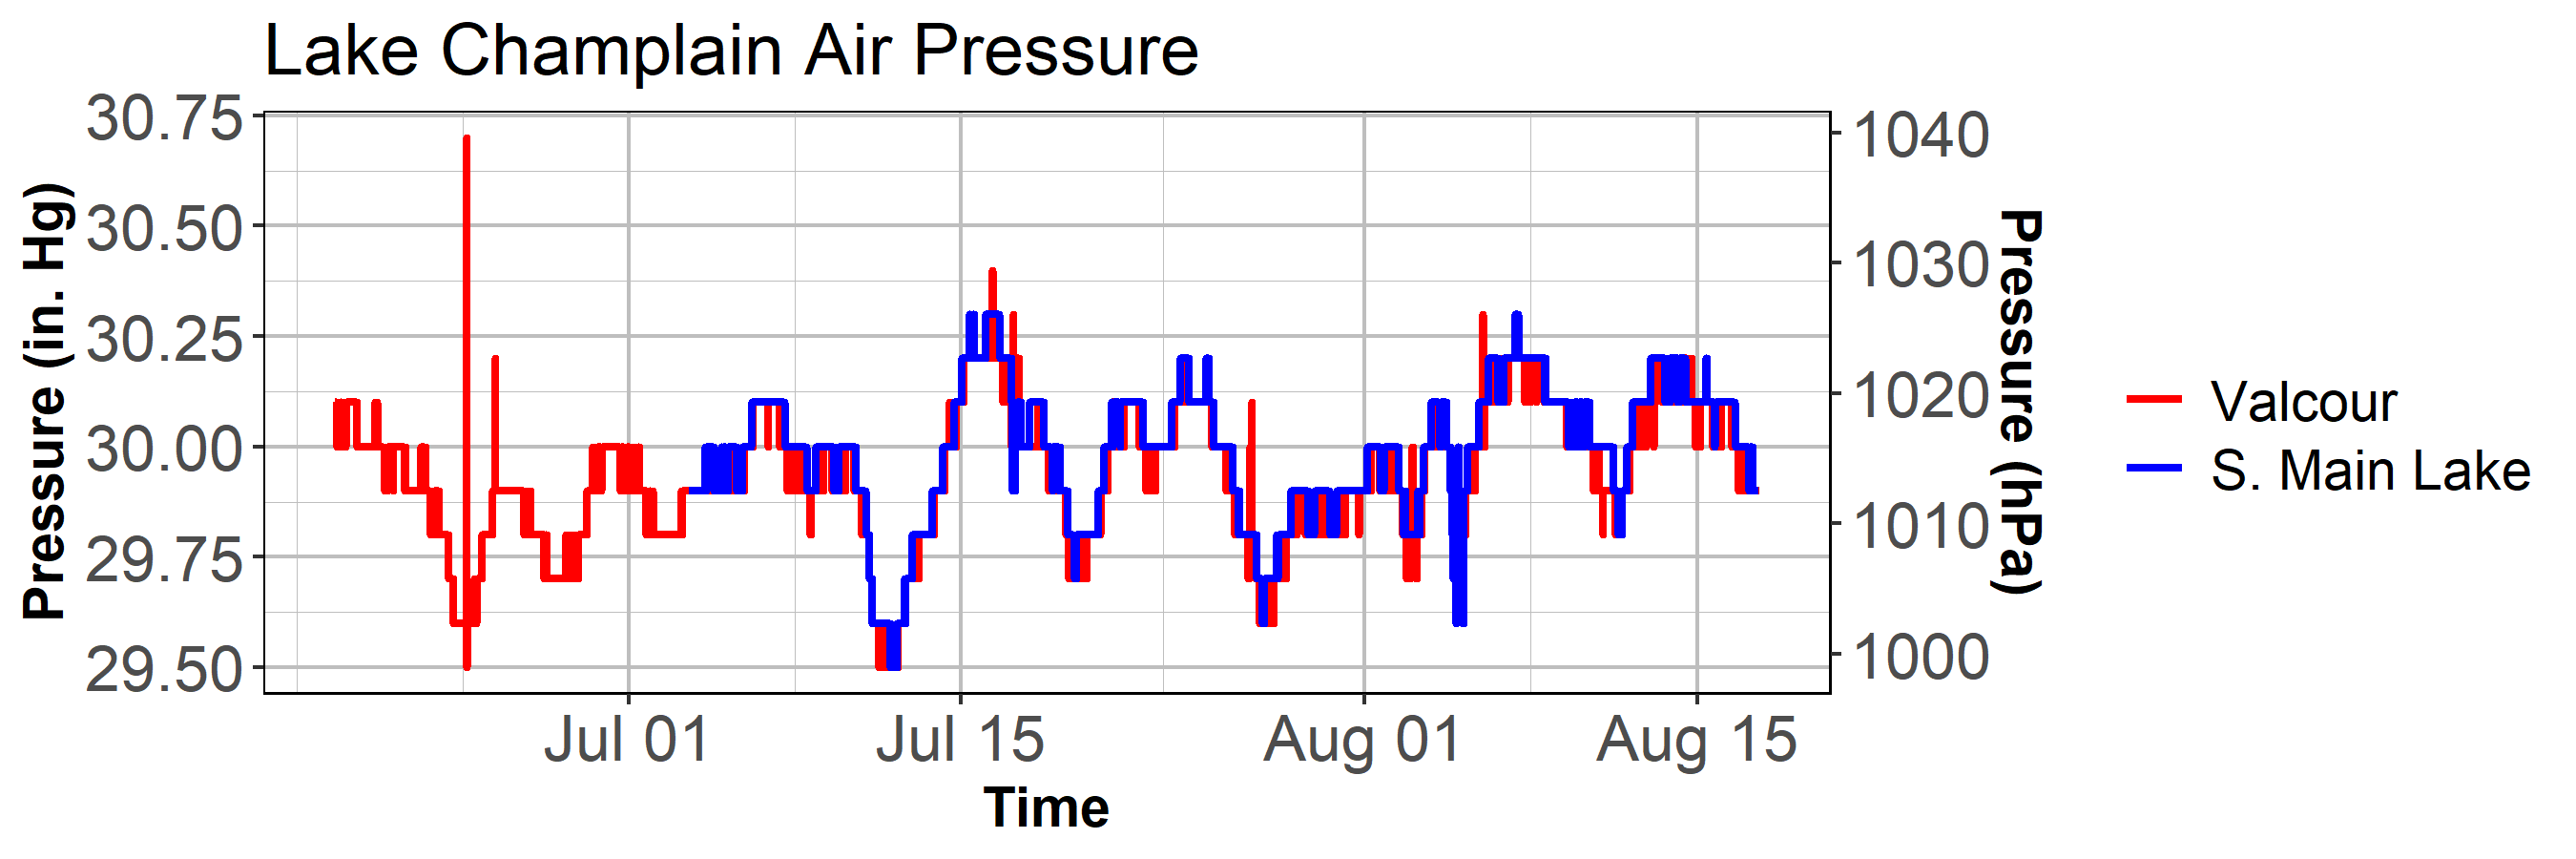 Lake Champlain Air Pressure
Pressure (in. Hg)
30.75
30.50
30.25
30.00
29.75
29.50
1040
1030
1020
1010
1000
Pressure (hPa)
Jul 01 Jul 15 Aug 01 Aug 15
Time
Valcour
S. Main Lake